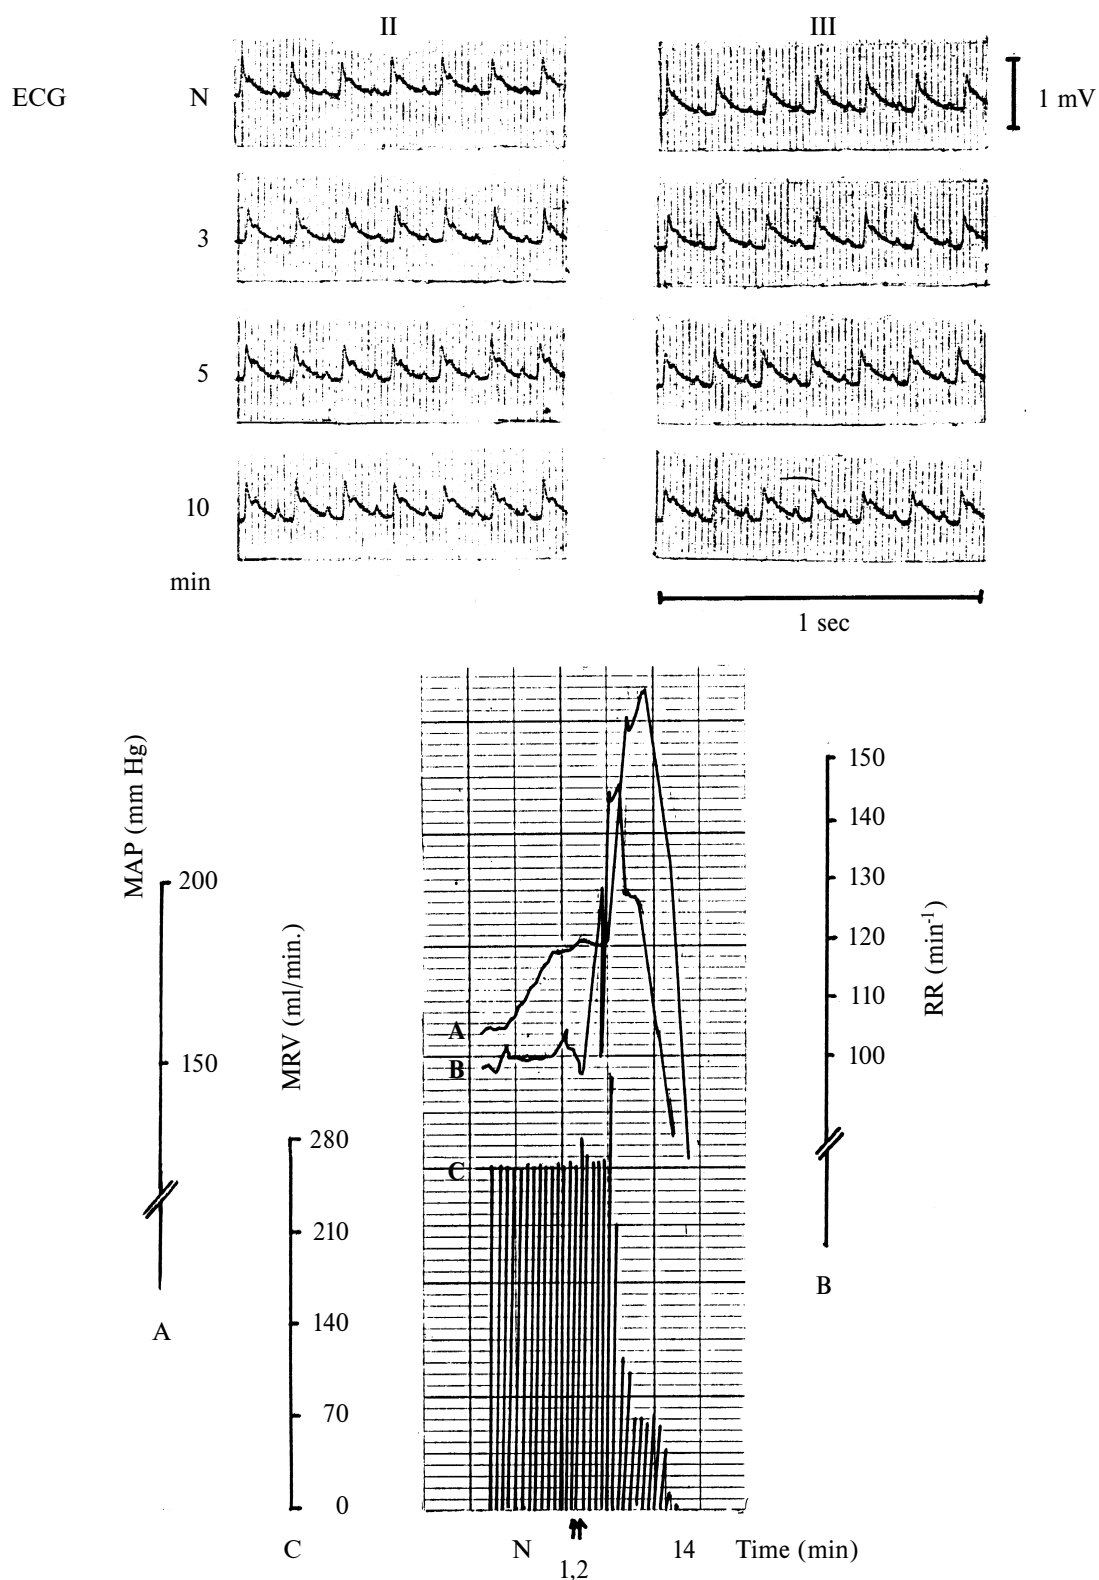 II III
ECG N 1 mV
3
5
10
min
1 sec
MAP (mm Hg)
200
150
A
MRV (ml/min.)
280
210
140
70
0
C
A
B
C
150
140
130
120
110
100
RR (min-1)
B
N 14 Time (min)
1,2